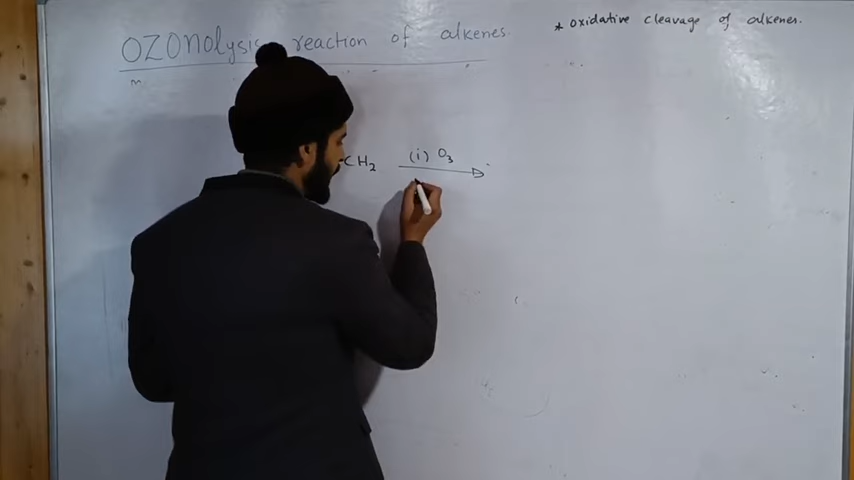 OZONolysis reaction of alkenes.
* oxidative cleavage of alkenes.
CH2 (i) O3